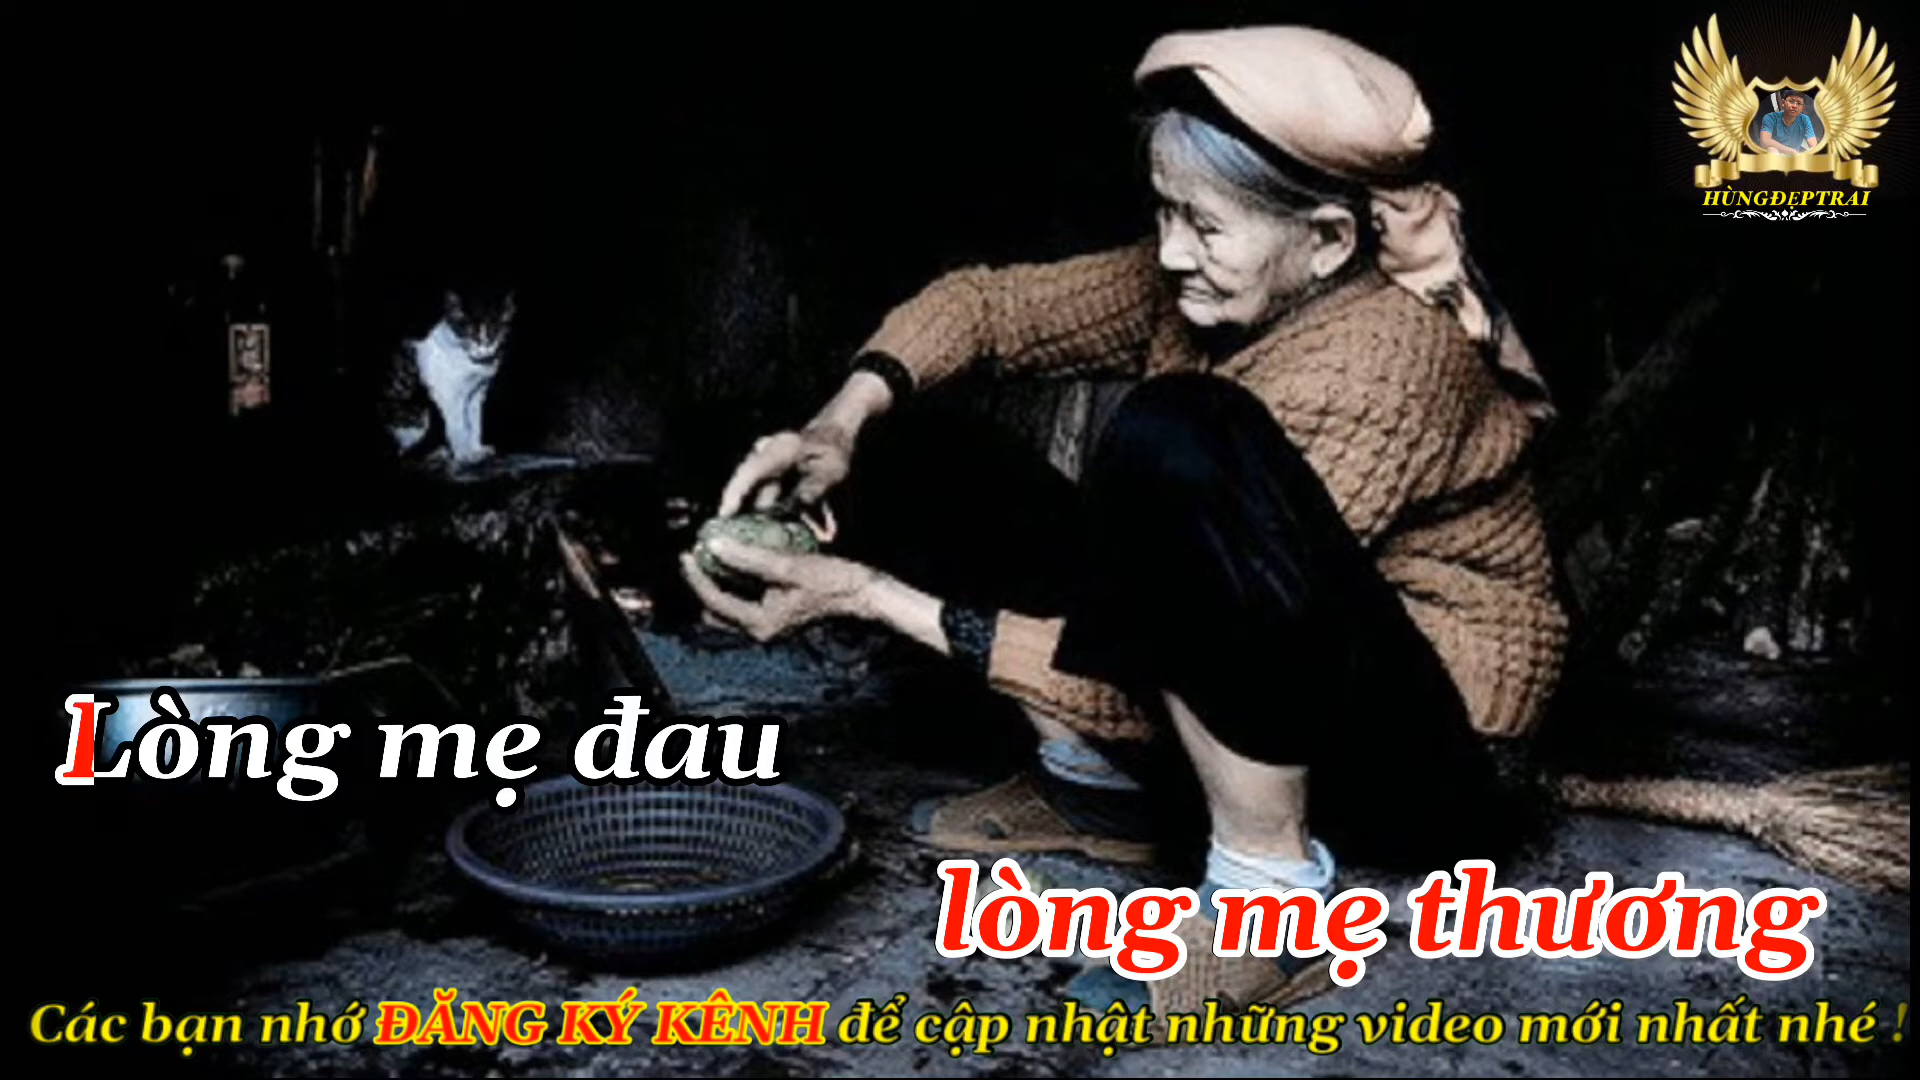 HÙNGĐẸPTRAI
Lòng mẹ đau
lòng mẹ thương
Các bạn nhớ ĐĂNG KÝ KÊNH để cập nhật những video mới nhất nhé !